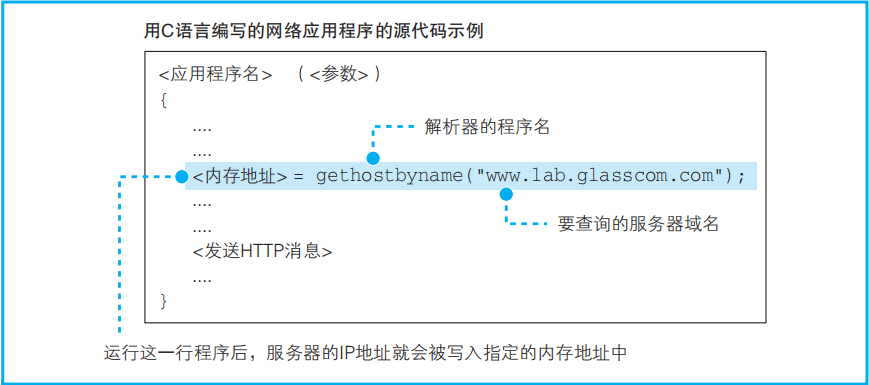 用C语言编写的网络应用程序的源代码示例
<应用程序名> (<参数>)
{
....
解析器的程序名
....
<内存地址> = gethostbyname("www.lab.glasscom.com");
....
要查询的服务器域名
....
<发送HTTP消息>
....
}
运行这一行程序后，服务器的IP地址就会被写入指定的内存地址中